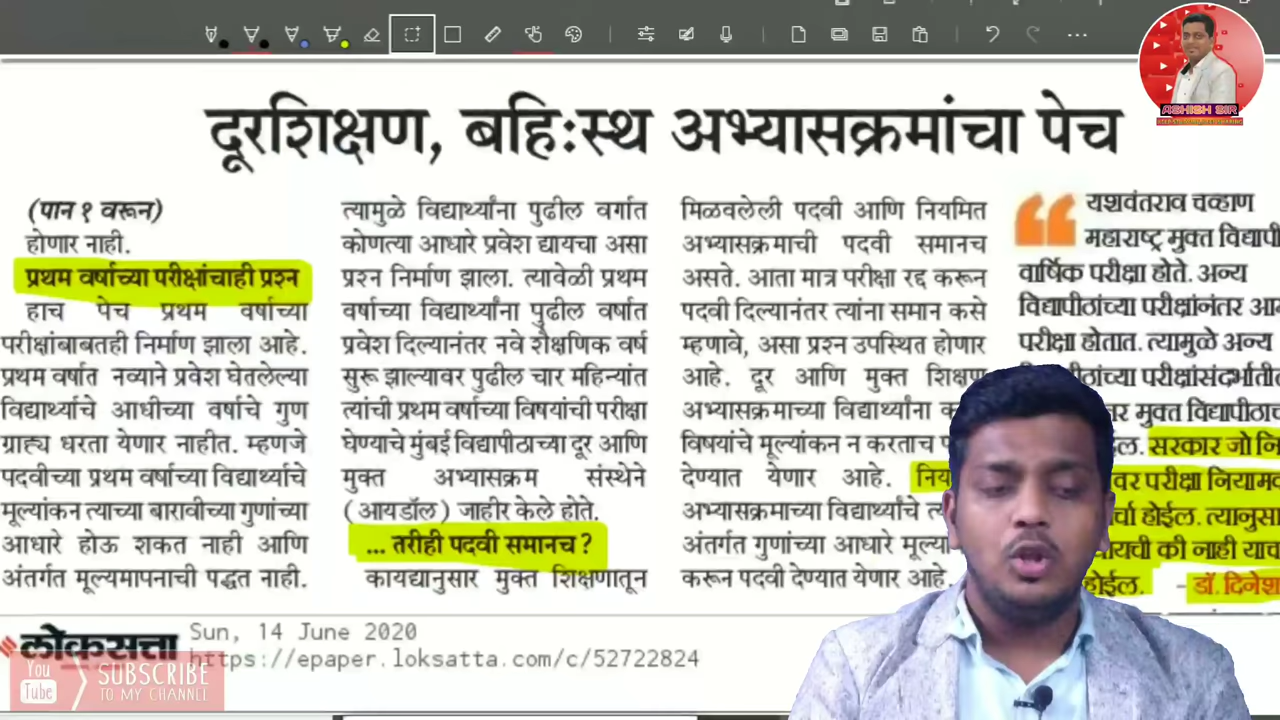 ASHISH SIR
दूरशिक्षण, बहिःस्थ अभ्यासक्रमांचा पेच
(पान १ वरून)
होणार नाही.
प्रथम वर्षाच्या परीक्षांचाही प्रश्न
हाच पेच प्रथम वर्षाच्या
परीक्षांबाबतही निर्माण झाला आहे.
प्रथम वर्षात नव्याने प्रवेश घेतलेल्या
विद्यार्थ्यांचे आधीच्या वर्षाचे गुण
ग्राह्य धरता येणार नाहीत. म्हणजे
पदवीच्या प्रथम वर्षाच्या विद्यार्थ्यांचे
मूल्यांकन त्याच्या बारावीच्या गुणांच्या
आधारे होऊ शकत नाही आणि
अंतर्गत मूल्यमापनाची पद्धत नाही.
त्यामुळे विद्यार्थ्यांना पुढील वर्गात
कोणत्या आधारे प्रवेश द्यायचा असा
प्रश्न निर्माण झाला. त्यावेळी प्रथम
वर्षाच्या विद्यार्थ्यांना पुढील वर्षात
प्रवेश दिल्यानंतर नवे शैक्षणिक वर्ष
सुरू झाल्यावर पुढील चार महिन्यांत
त्यांची प्रथम वर्षाच्या विषयांची परीक्षा
घेण्याचे मुंबई विद्यापीठाच्या दूर आणि
मुक्त अभ्यासक्रम संस्थेने
(आयडॉल) जाहीर केले होते.
... तरीही पदवी समानच?
कायद्यानुसार मुक्त शिक्षणातून
मिळवलेली पदवी आणि नियमित
अभ्यासक्रमाची पदवी समानच
असते. आता मात्र परीक्षा रद्द करून
पदवी दिल्यानंतर त्यांना समान कसे
म्हणावे, असा प्रश्न उपस्थित होणार
आहे. दूर आणि मुक्त शिक्षण
अभ्यासक्रमाच्या विद्यार्थ्यांना
विषयांचे मूल्यांकन न करताच
देण्यात येणार आहे.
अभ्यासक्रमाच्या विद्यार्थ्यांचे
अंतर्गत गुणांच्या आधारे
करून पदवी देण्यात येणार आहे.
यशवंतराव चव्हाण
महाराष्ट्र मुक्त
वार्षिक परीक्षा होते. अन्य
विद्यापीठांच्या परीक्षांनंतर
परीक्षा होतात. त्यामुळे अन्य
परीक्षांसंदर्भातील
मुक्त
सरकार जो
परीक्षा
होईल. त्यानुसार
की नाही
होईल. - डॉ. दिनेश
लोकसत्ता
Sun, 14 June 2020
https://epaper.loksatta.com/c/52722824
You Tube
SUBSCRIBE
TO MY CHANNEL